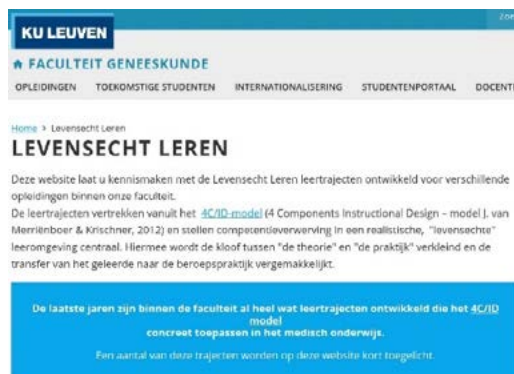 KU LEUVEN
FACULTEIT GENEESKUNDE
OPLEIDINGEN TOEKOMSTIGE STUDENTEN INTERNATIONALISERING STUDENTENPORTAAL DOCENT
Home > Levensecht Leren
LEVENSECHT LEREN
Deze website laat u kennismaken met de Levensecht Leren leertrajecten ontwikkeld voor verschillende
opleidingen binnen onze faculteit.
De leertrajecten vertrekken vanuit het 4C/ID-model (4 Components Instructional Design – model J. van
Merriënboer & Krischner, 2012) en stellen competentieverwerving in een realistische, "levensechte"
leeromgeving centraal. Hiermee wordt de kloof tussen "de theorie" en "de praktijk" verkleind en de
transfer van het geleerde naar de beroepspraktijk vergemakkelijkt.
De laatste jaren zijn binnen de faculteit al heel wat leertrajecten ontwikkeld die het 4C/ID
model
concreet toepassen in het medisch onderwijs.
Een aantal van deze trajecten worden op deze website kort toegelicht.